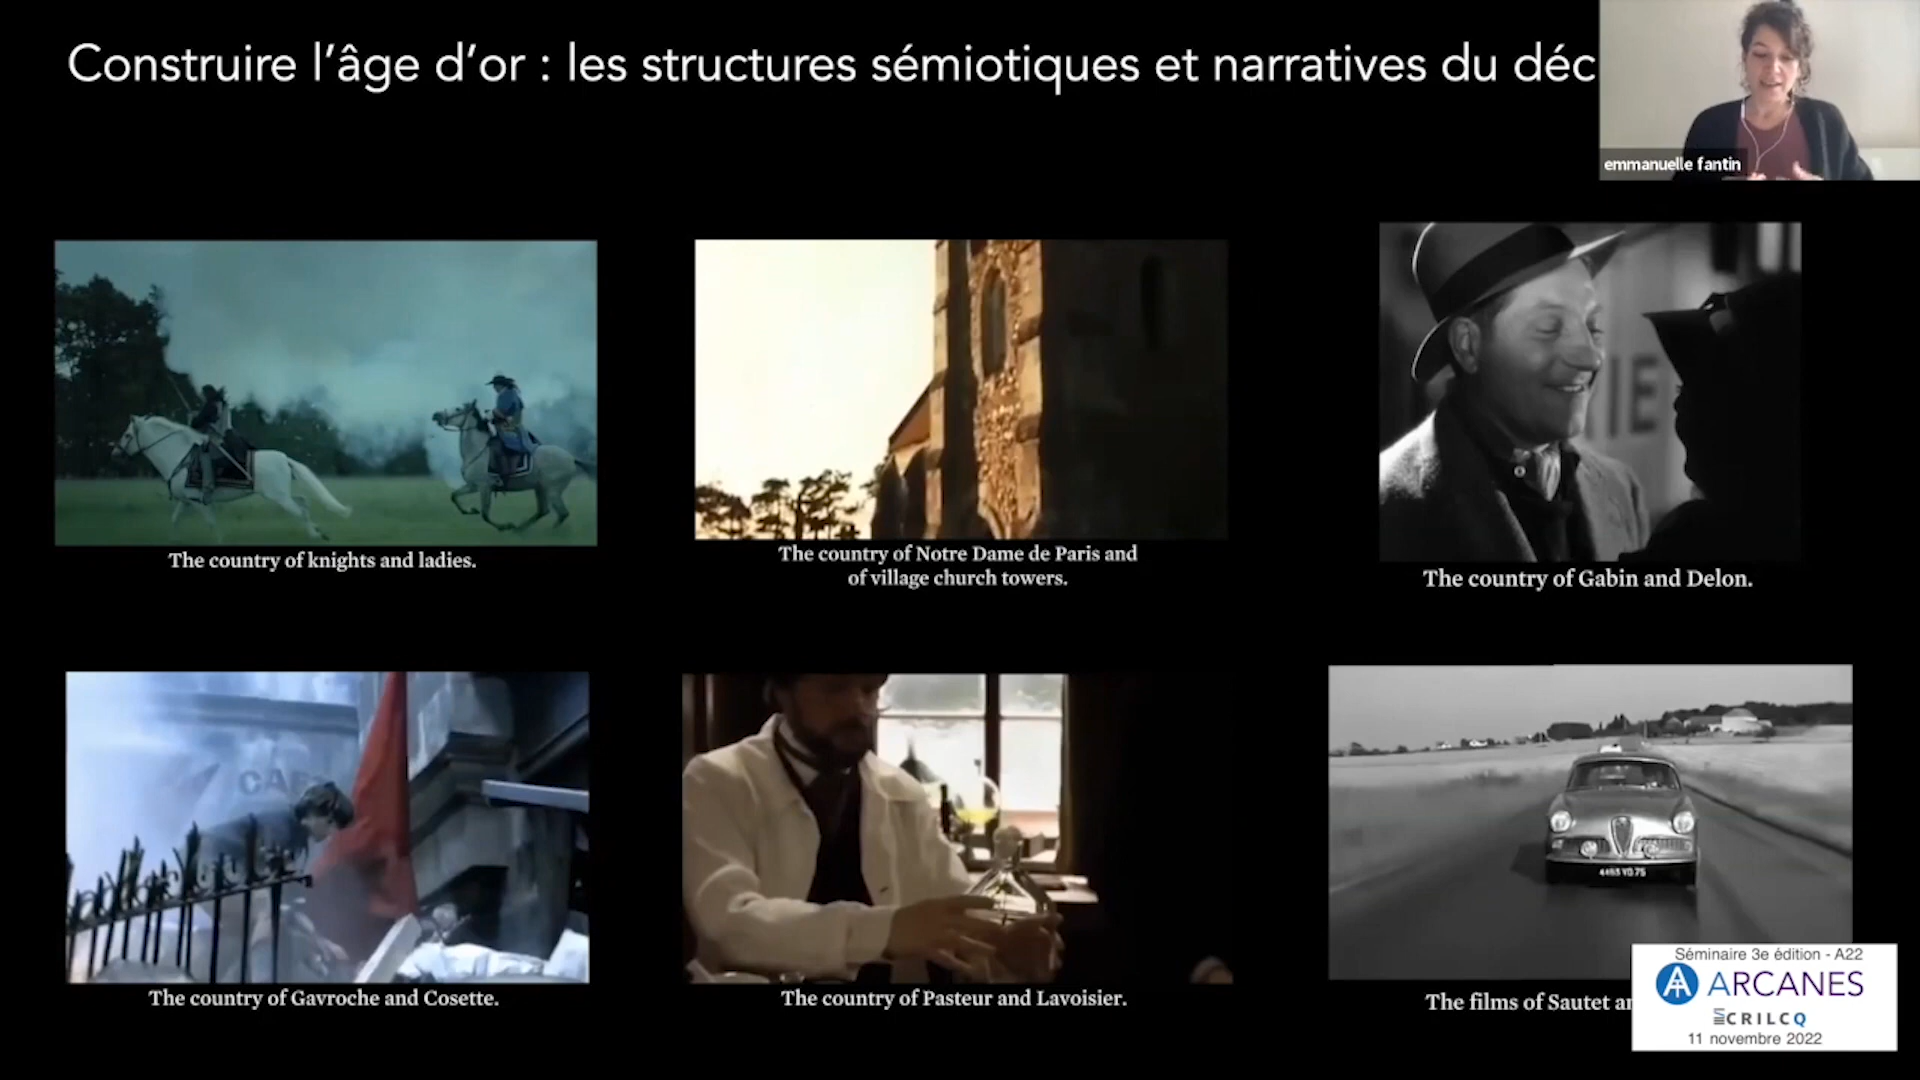 Construire l’âge d’or : les structures sémiotiques et narratives du déc
emmanuelle fantin
The country of knights and ladies.
The country of Notre Dame de Paris and
of village church towers.
IE
The country of Gabin and Delon.
The country of Gavroche and Cosette.
The country of Pasteur and Lavoisier.
The films of Sautet
Séminaire 3e édition - A22
ARCANES
CRILCQ
11 novembre 2022